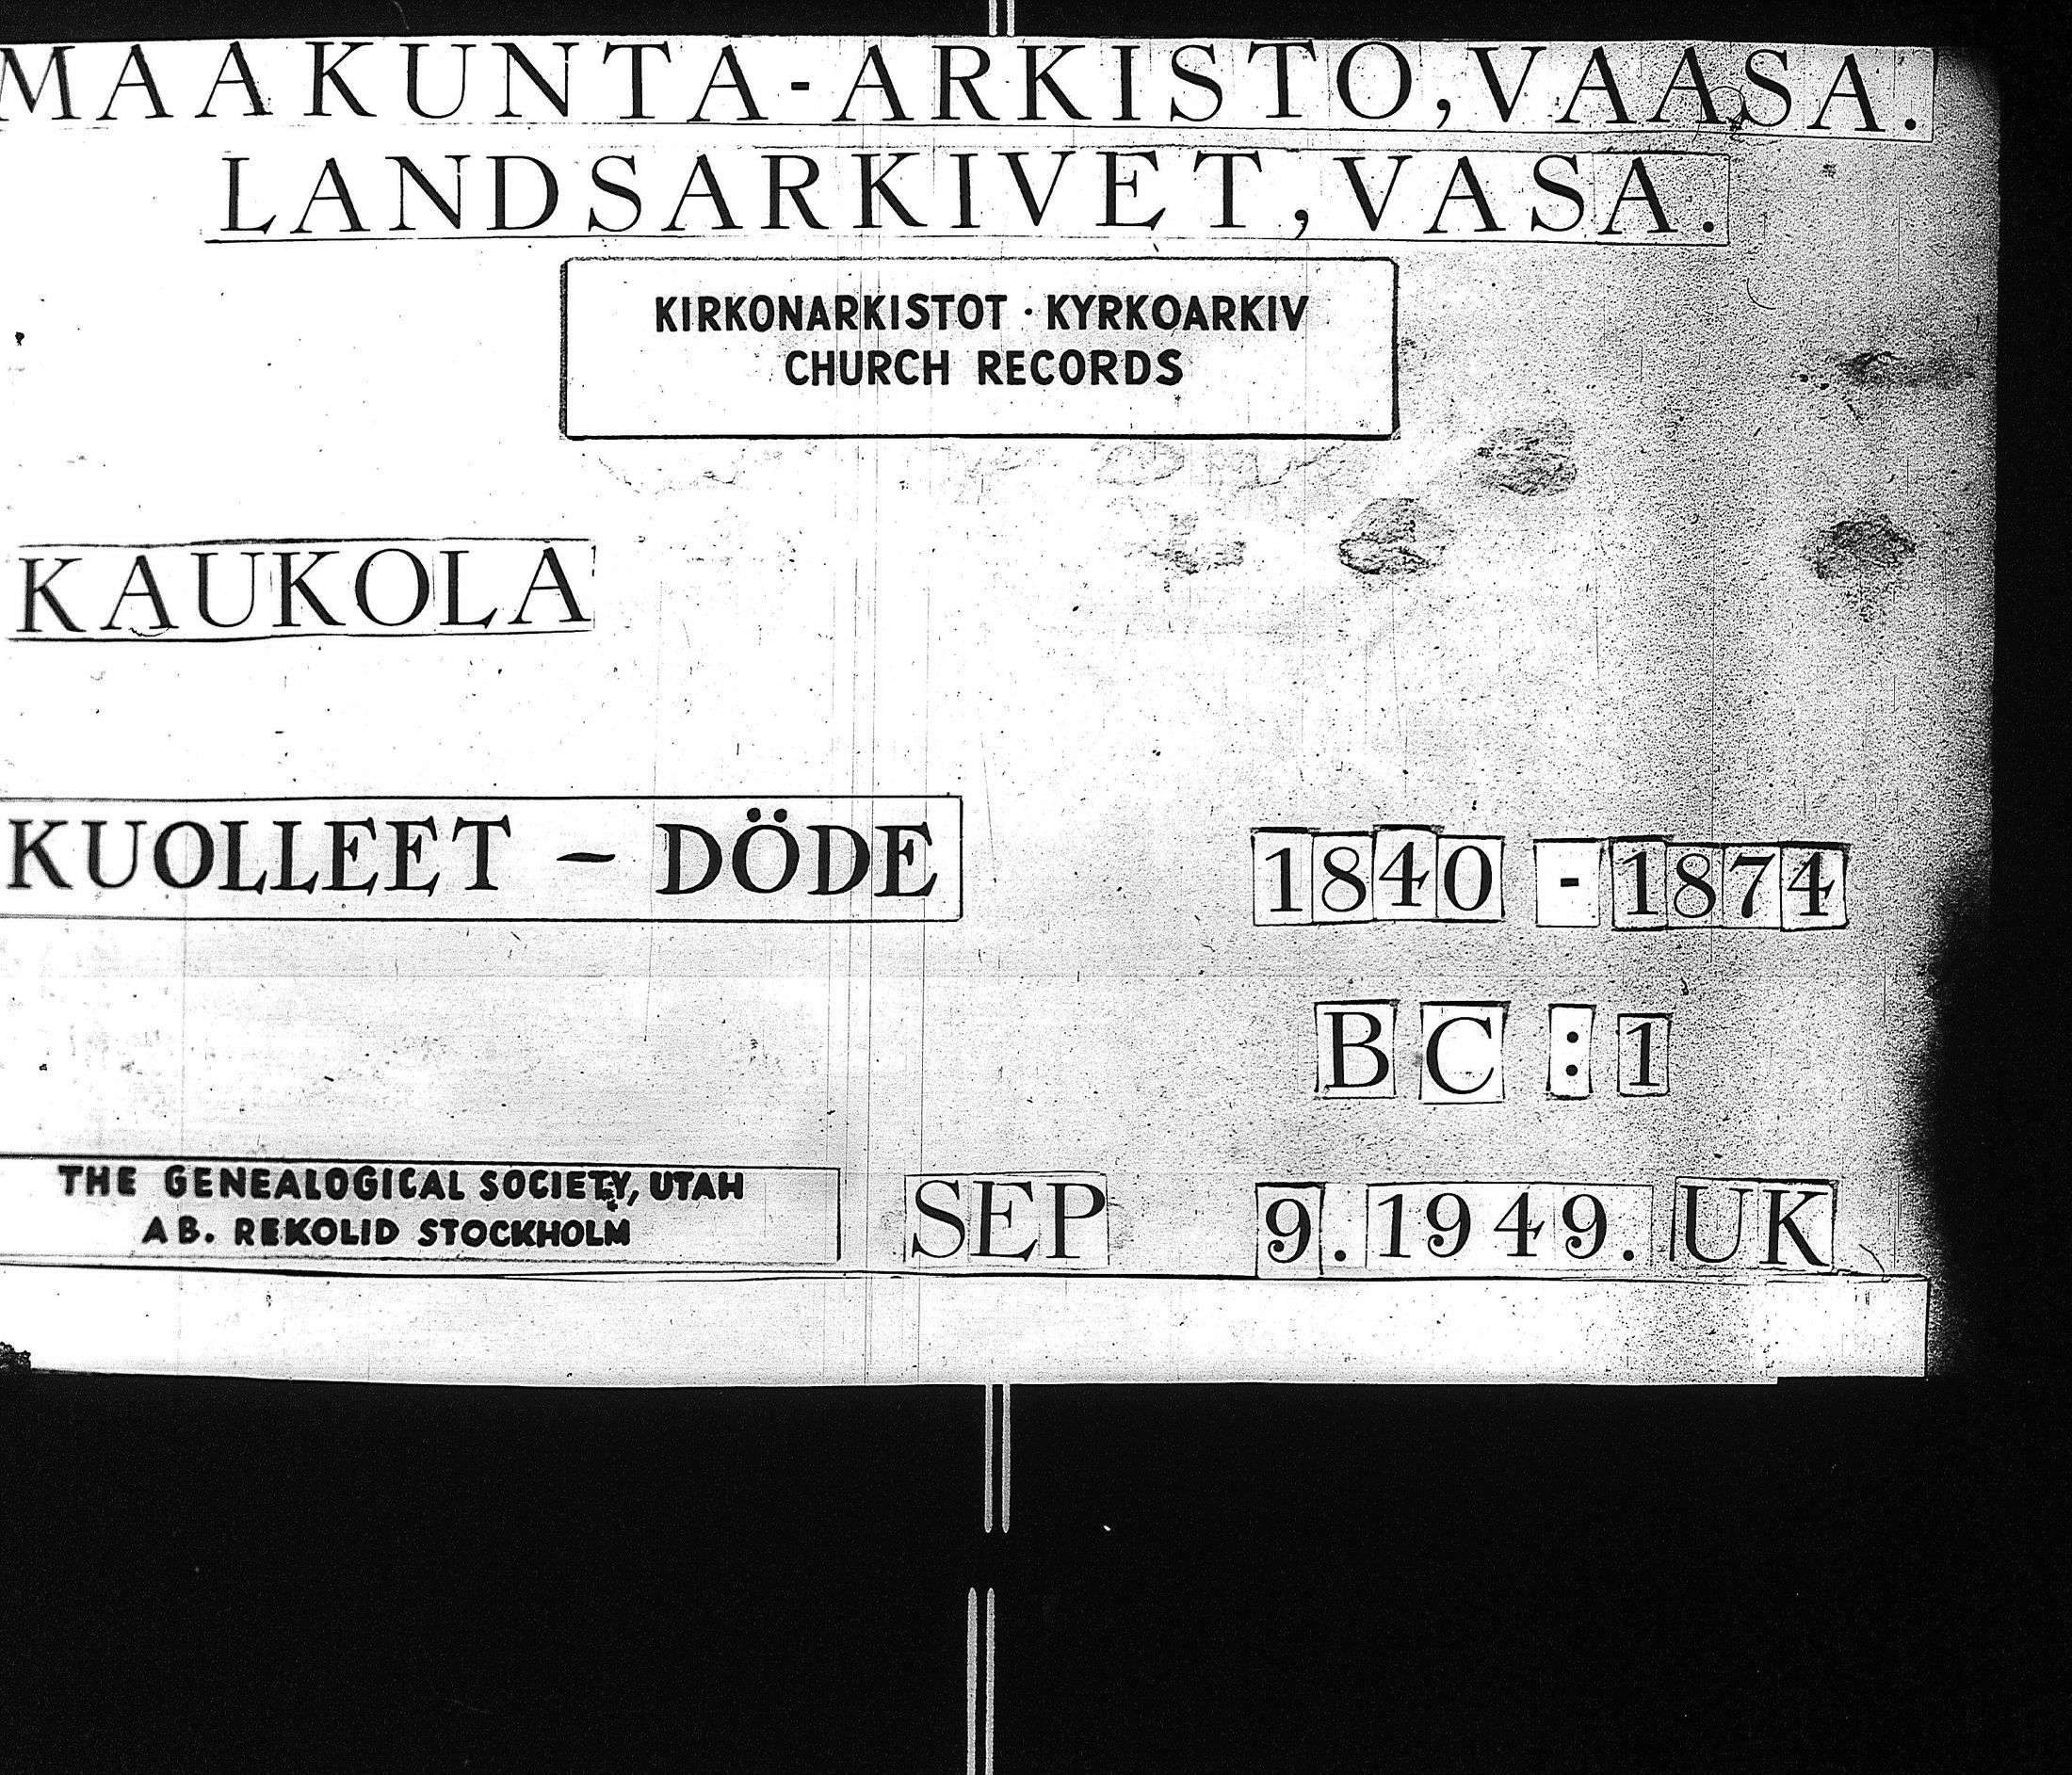 MAAKUNTA-ARKISTO, VAASA.
LANDSARKIVET, VASA.
KIRKONARKISTOT · KYRKOARKIV
CHURCH RECORDS
KAUKOLA
KUOLLEET – DÖDE 1840 - 1874
BC : 1
THE GENEALOGICAL SOCIETY, UTAH
AB. REKOLID STOCKHOLM
SEP 9. 1949. UK